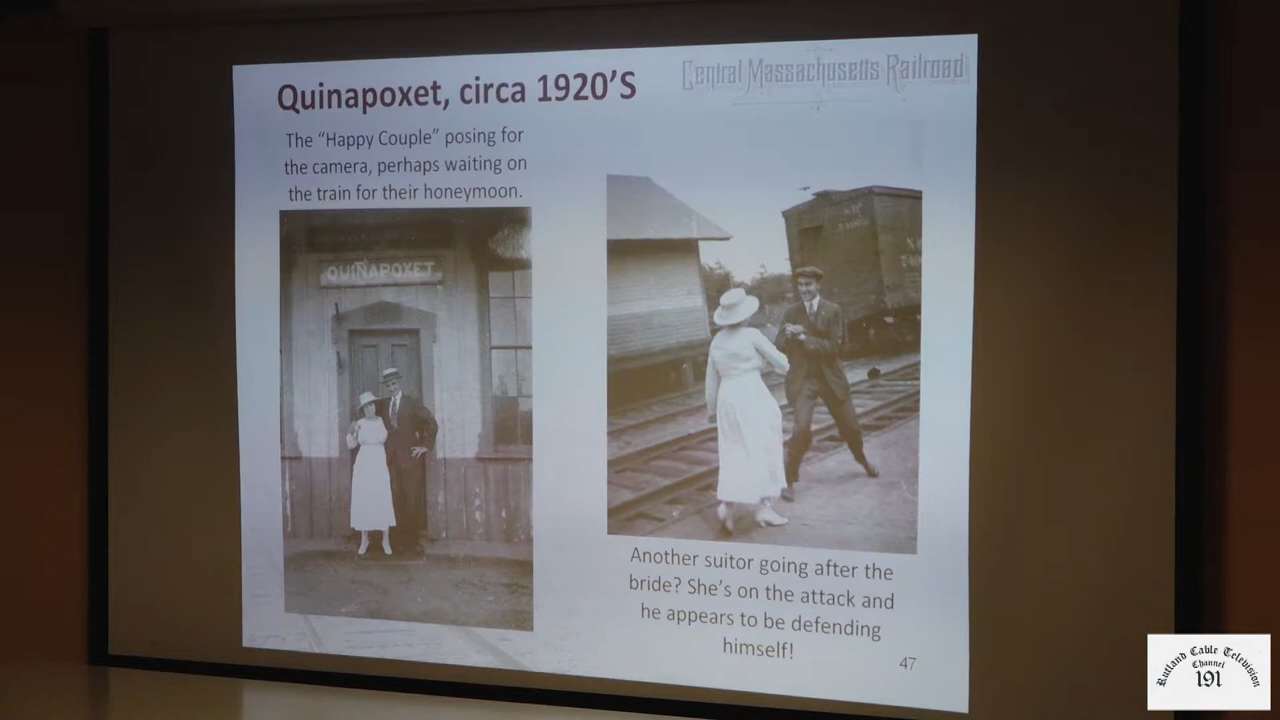 Quinapoxet, circa 1920'S
Central Massachusetts Railroad
The “Happy Couple” posing for
the camera, perhaps waiting on
the train for their honeymoon.
QUINAPOXET
Another suitor going after the
bride? She's on the attack and
he appears to be defending
himself!
47
Rutland Cable Television
Channel
191